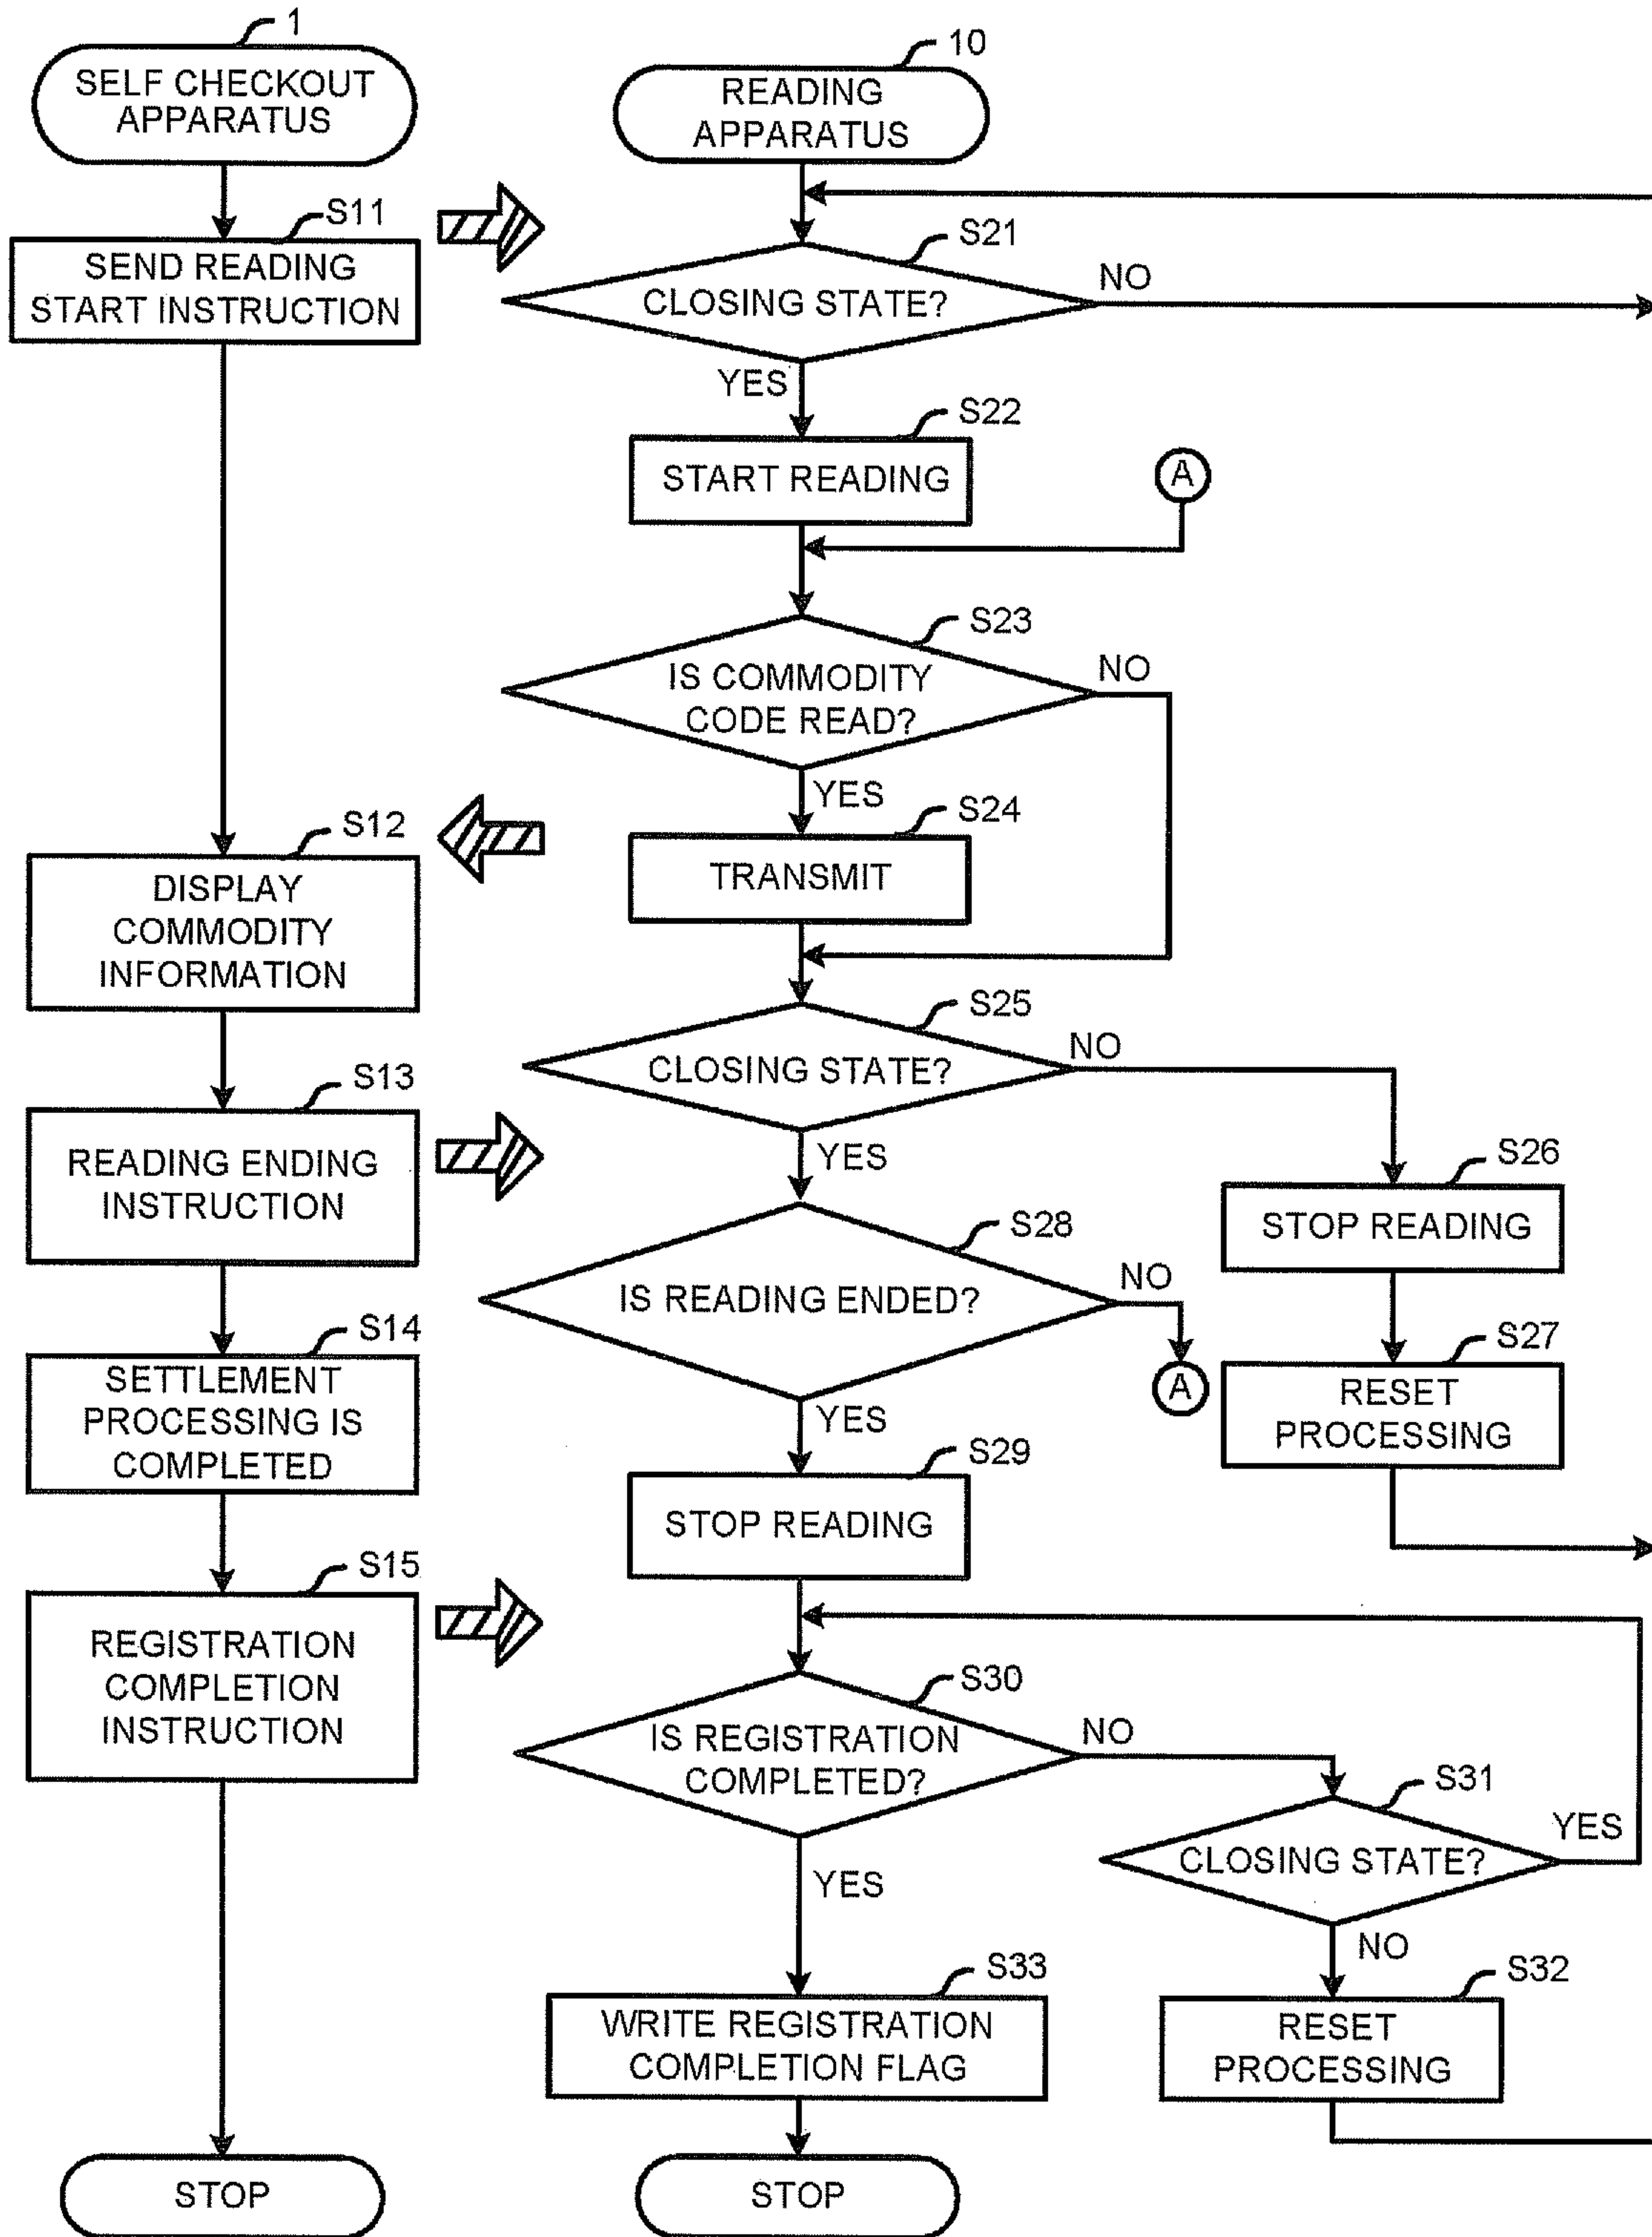 1
SELF CHECKOUT
APPARATUS
S11
SEND READING
START INSTRUCTION
S12
DISPLAY
COMMODITY
INFORMATION
S13
READING ENDING
INSTRUCTION
S14
SETTLEMENT
PROCESSING IS
COMPLETED
S15
REGISTRATION
COMPLETION
INSTRUCTION
STOP
10
READING
APPARATUS
S21
CLOSING STATE?
NO
YES
S22
START READING
A
S23
IS COMMODITY
CODE READ?
NO
YES
S24
TRANSMIT
S25
CLOSING STATE?
NO
YES
S26
STOP READING
S27
RESET
PROCESSING
S28
IS READING ENDED?
NO
A
YES
S29
STOP READING
S30
IS REGISTRATION
COMPLETED?
NO
YES
S31
CLOSING STATE?
YES
NO
S32
RESET
PROCESSING
S33
WRITE REGISTRATION
COMPLETION FLAG
STOP